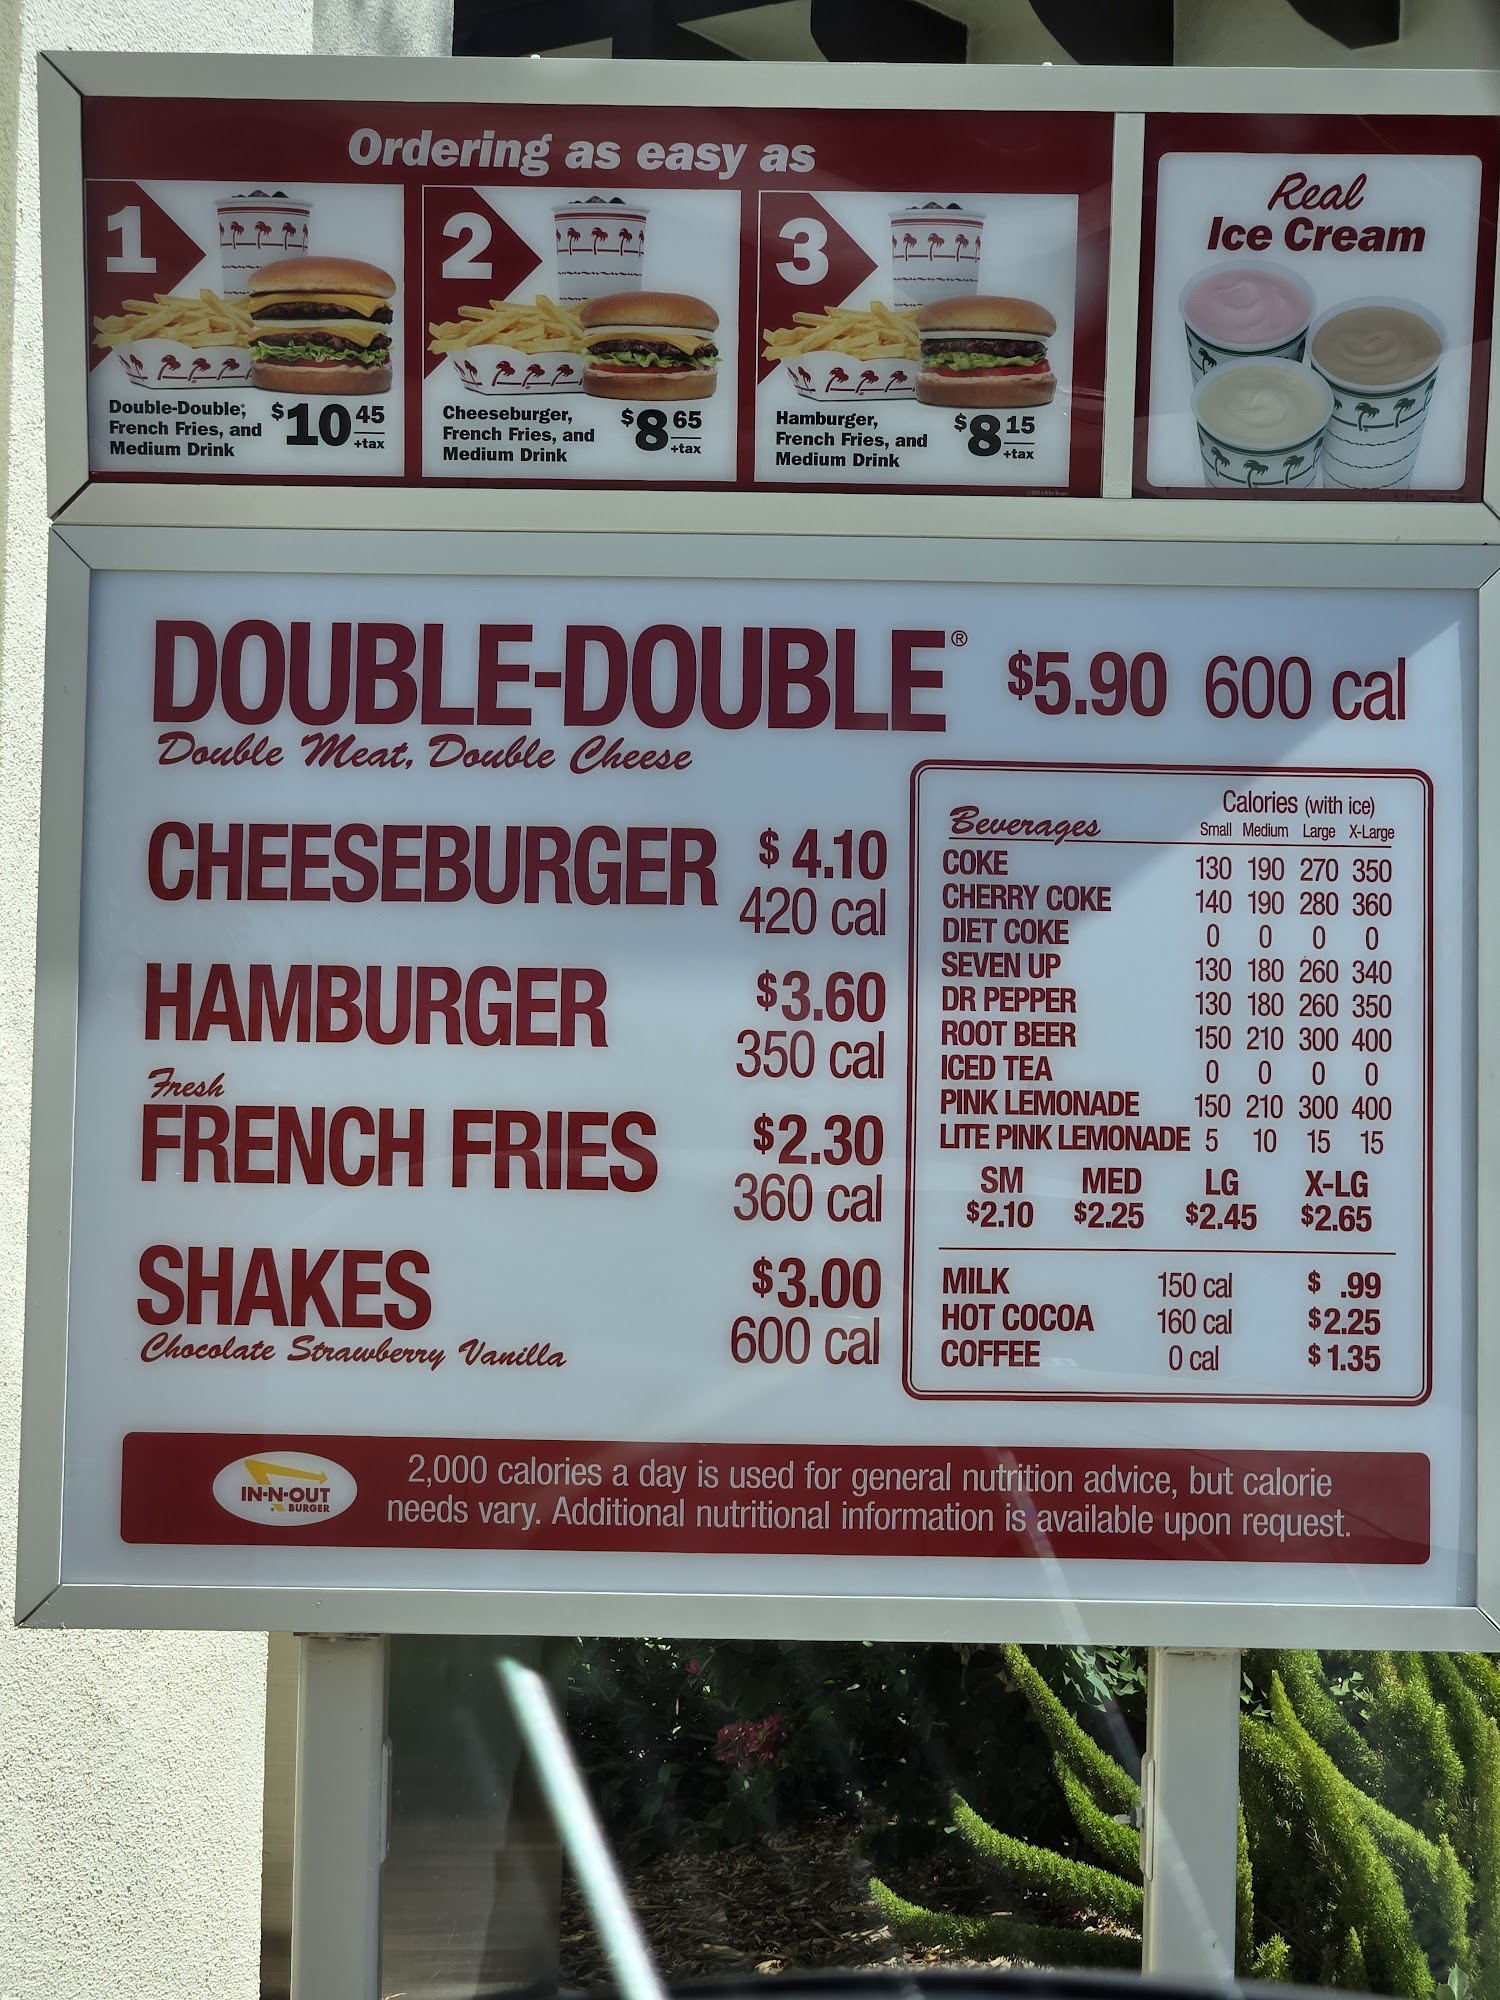 Ordering as easy as
1
Double-Double®,
French Fries, and
Medium Drink
$10 45
+tax
2
Cheeseburger,
French Fries, and
Medium Drink
$8 65
+tax
3
Hamburger,
French Fries, and
Medium Drink
$8 15
+tax
Real
Ice Cream
DOUBLE-DOUBLE® $5.90 600 cal
Double Meat, Double Cheese
CHEESEBURGER $4.10
420 cal
HAMBURGER $3.60
350 cal
Fresh
FRENCH FRIES $2.30
360 cal
SHAKES $3.00
Chocolate Strawberry Vanilla 600 cal
Calories (with ice)
Beverages Small Medium Large X-Large
COKE 130 190 270 350
CHERRY COKE 140 190 280 360
DIET COKE 0 0 0 0
SEVEN UP 130 180 260 340
DR PEPPER 130 180 260 350
ROOT BEER 150 210 300 400
ICED TEA 0 0 0 0
PINK LEMONADE 150 210 300 400
LITE PINK LEMONADE 5 10 15 15
SM MED LG X-LG
$2.10 $2.25 $2.45 $2.65
MILK 150 cal $ .99
HOT COCOA 160 cal $2.25
COFFEE 0 cal $1.35
IN-N-OUT
BURGER
2,000 calories a day is used for general nutrition advice, but calorie
needs vary. Additional nutritional information is available upon request.